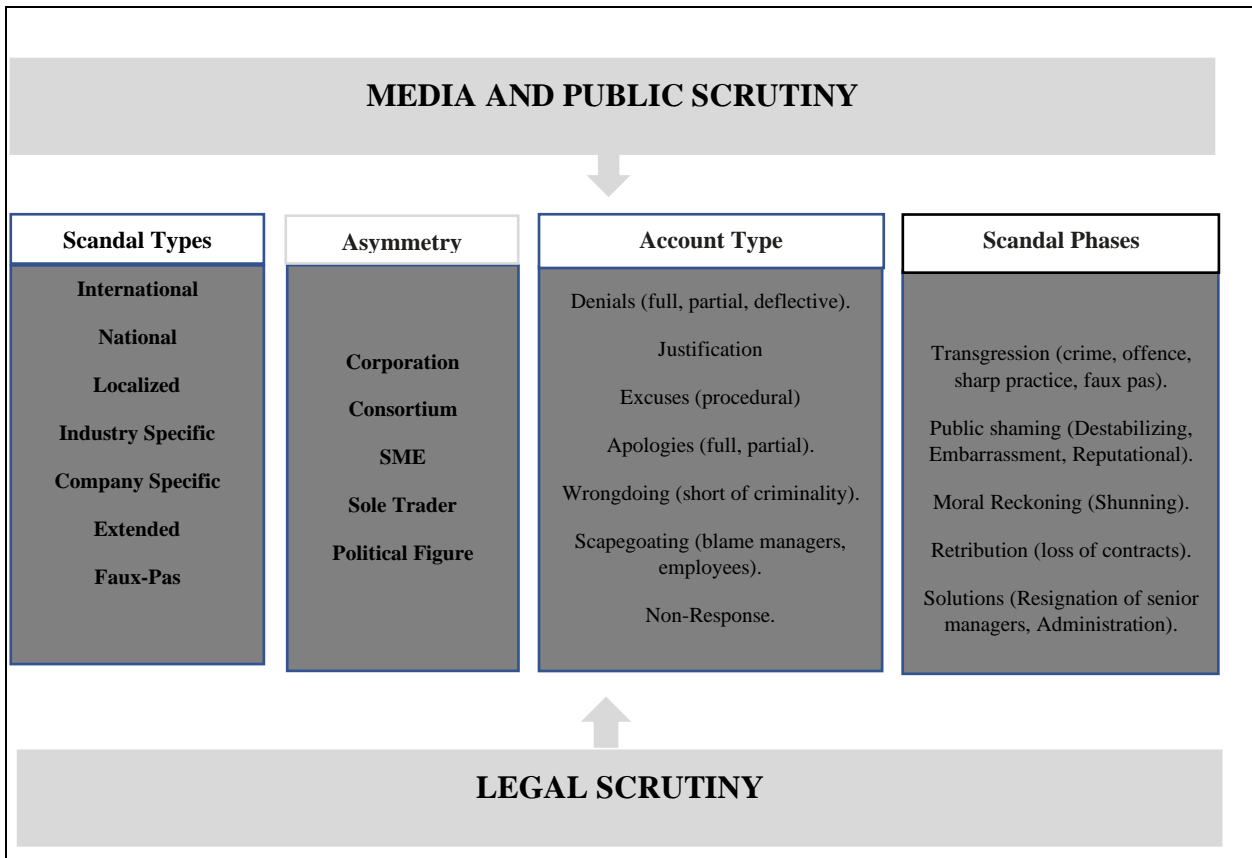 MEDIA AND PUBLIC SCRUTINY
Scandal Types
International
National
Localized
Industry Specific
Company Specific
Extended
Faux-Pas
Asymmetry
Corporation
Consortium
SME
Sole Trader
Political Figure
Account Type
Denials (full, partial, deflective).
Justification
Excuses (procedural)
Apologies (full, partial).
Wrongdoing (short of criminality).
Scapegoating (blame managers,
employees).
Non-Response.
Scandal Phases
Transgression (crime, offence,
sharp practice, faux pas).
Public shaming (Destabilizing,
Embarrassment, Reputational).
Moral Reckoning (Shunning).
Retribution (loss of contracts).
Solutions (Resignation of senior
managers, Administration).
LEGAL SCRUTINY